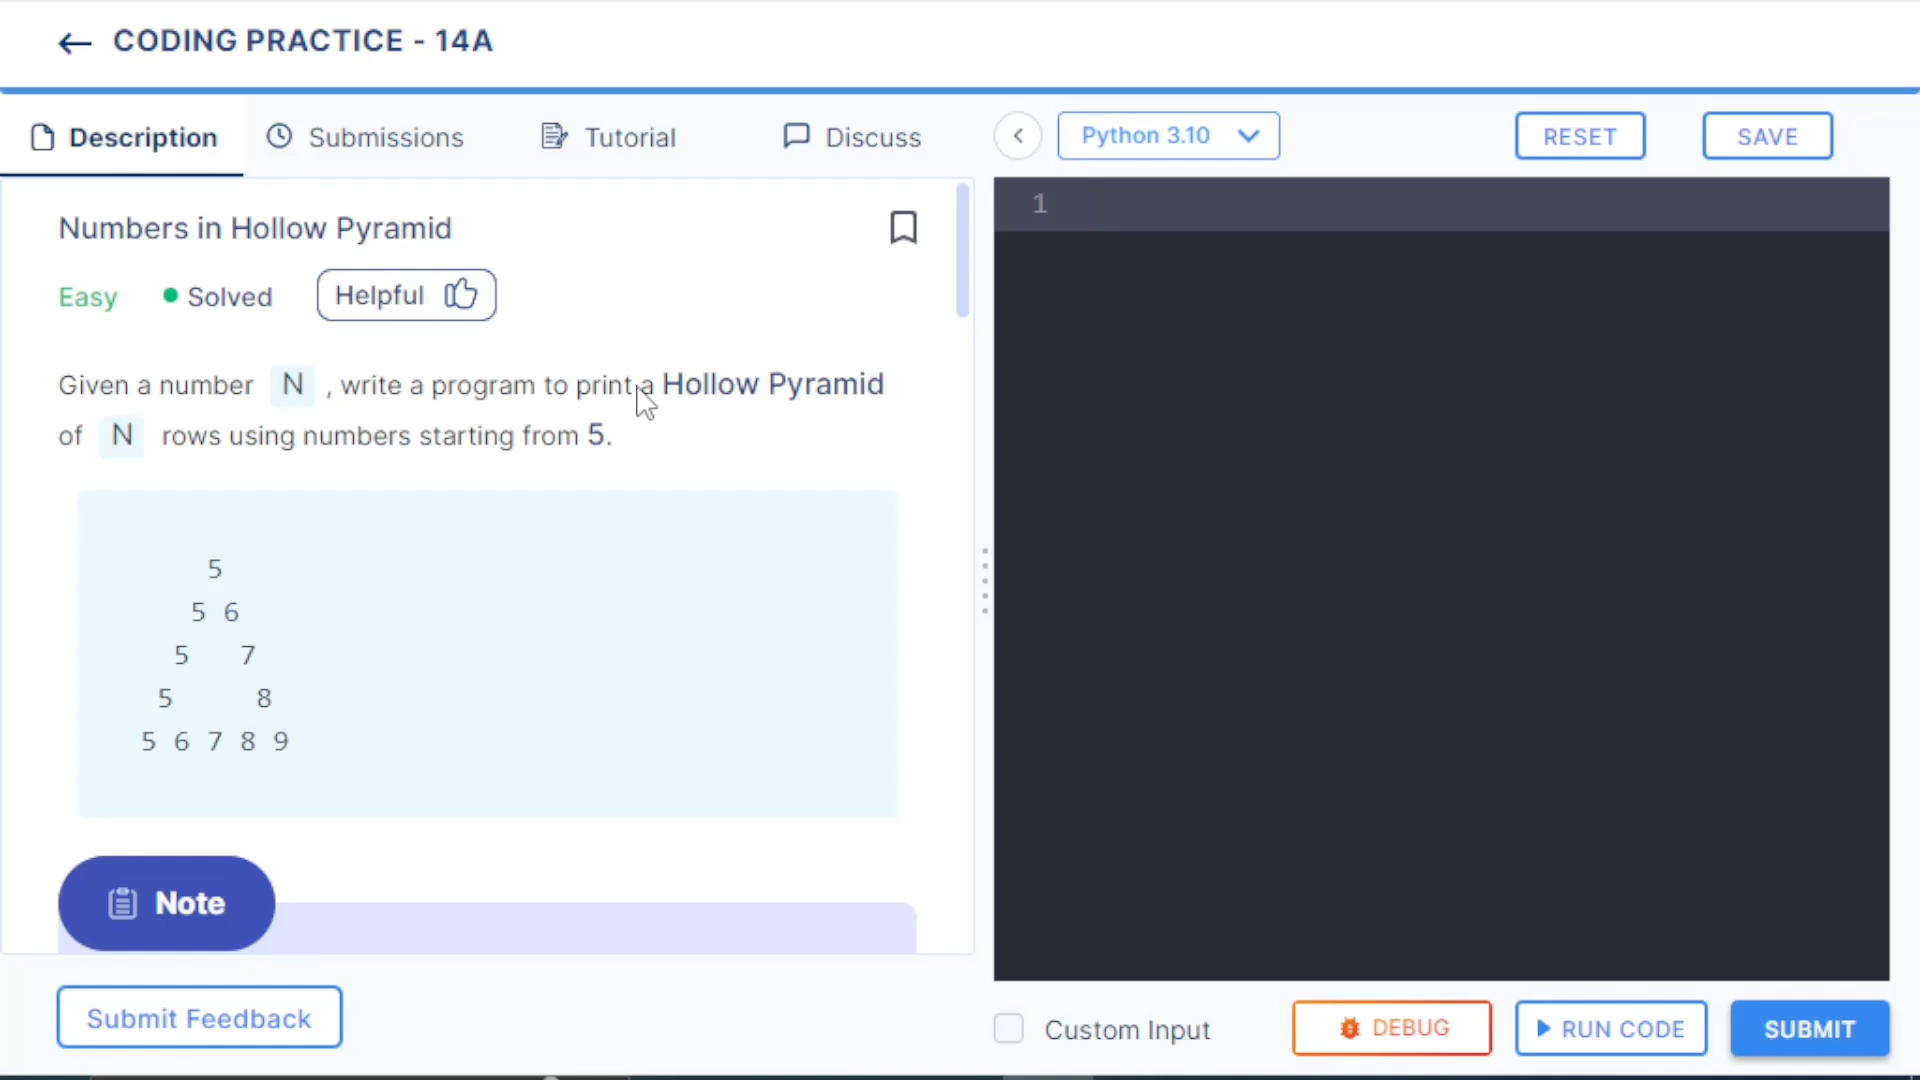 CODING PRACTICE - 14A
Description Submissions Tutorial Discuss
Python 3.10 RESET SAVE
Numbers in Hollow Pyramid
Easy Solved Helpful
Given a number N , write a program to print a Hollow Pyramid
of N rows using numbers starting from 5.
5
5 6
5   7
5     8
5 6 7 8 9
Note
Submit Feedback
1
Custom Input DEBUG RUN CODE SUBMIT